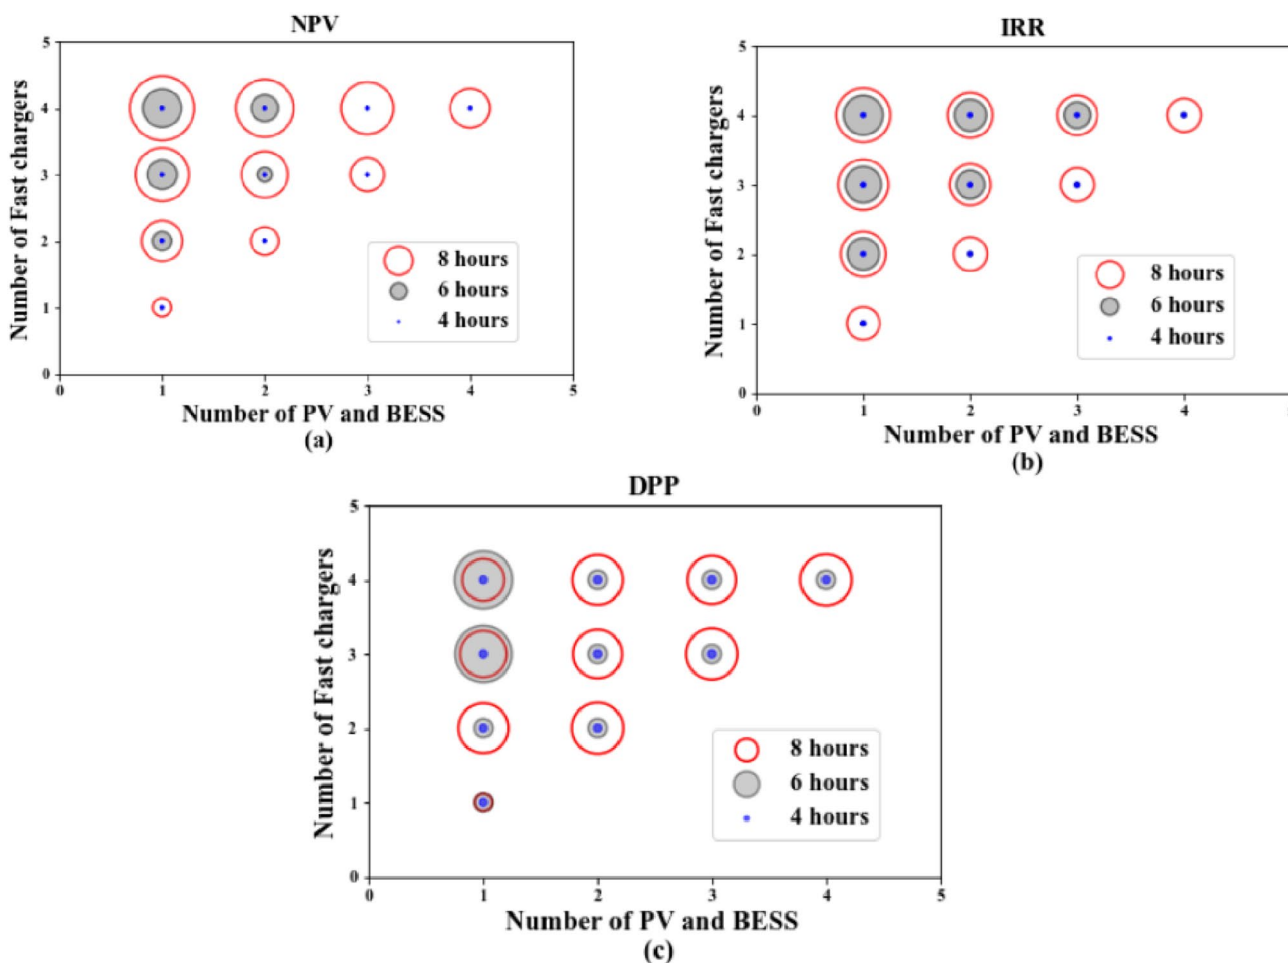 NPV
5
4
3
2
1
0
0
1
2
3
4
5
Number of Fast chargers
8 hours
6 hours
4 hours
Number of PV and BESS
(a)
IRR
5
4
3
2
1
0
0
1
2
3
4
Number of Fast chargers
8 hours
6 hours
4 hours
Number of PV and BESS
(b)
DPP
5
4
3
2
1
0
0
1
2
3
4
5
Number of Fast chargers
8 hours
6 hours
4 hours
Number of PV and BESS
(c)